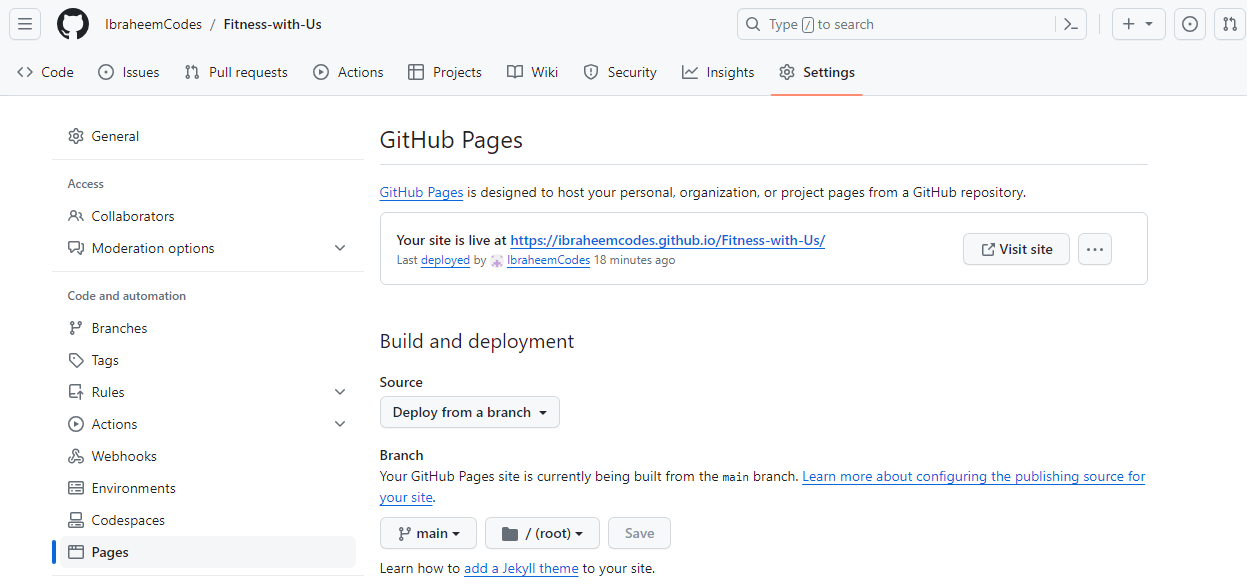 IbraheemCodes / Fitness-with-Us
Type / to search
Code Issues Pull requests Actions Projects Wiki Security Insights Settings
General
Access
Collaborators
Moderation options
Code and automation
Branches
Tags
Rules
Actions
Webhooks
Environments
Codespaces
Pages
GitHub Pages
GitHub Pages is designed to host your personal, organization, or project pages from a GitHub repository.
Your site is live at https://ibraheemcodes.github.io/Fitness-with-Us/
Last deployed by IbraheemCodes 18 minutes ago
Visit site
Build and deployment
Source
Deploy from a branch
Branch
Your GitHub Pages site is currently being built from the main branch. Learn more about configuring the publishing source for
your site.
main / (root) Save
Learn how to add a Jekyll theme to your site.